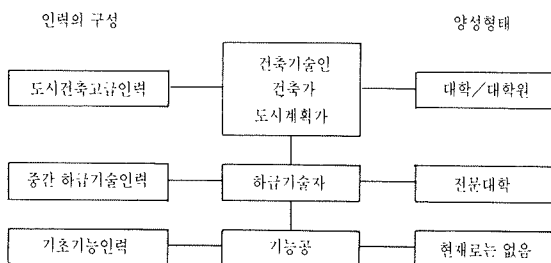 인력의 구성
양성형태
건축기술인
건축가
도시계획가
도시건축고급인력
대학/대학원
중간 하급기술인력
하급기술자
전문대학
기초기능인력
기능공
현재로는 없음